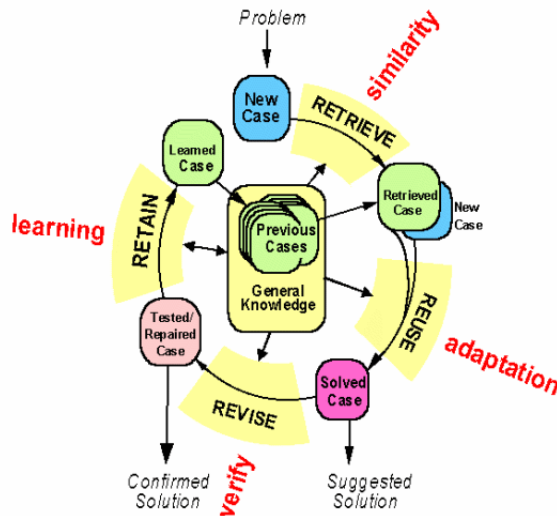 Problem
similarity
New
Case
RETRIEVE
Learned
Case
Retrieved
Case
New
Case
learning
RETAIN
Previous
Cases
General
Knowledge
REUSE
adaptation
Tested/
Repaired
Case
Solved
Case
REVISE
verify
Confirmed
Solution
Suggested
Solution